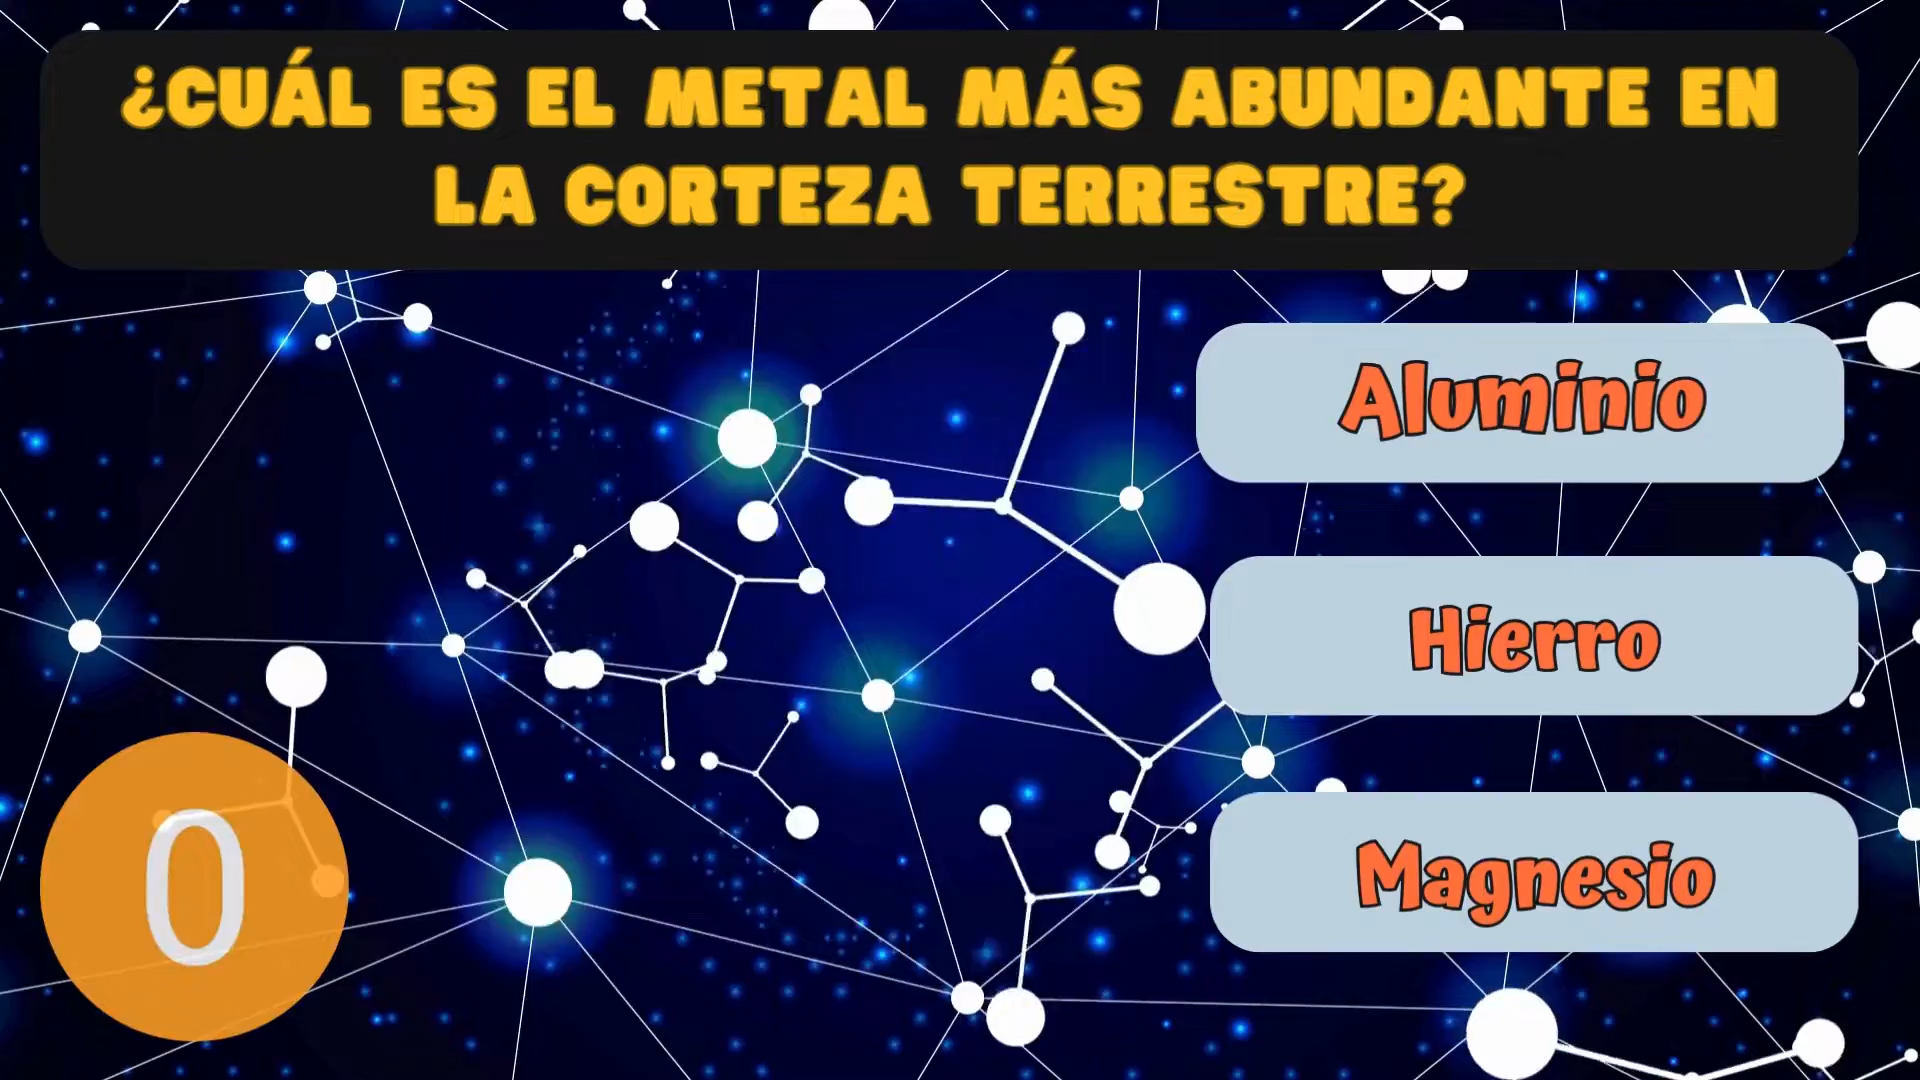 ¿CUÁL ES EL METAL MÁS ABUNDANTE EN
LA CORTEZA TERRESTRE?
Aluminio
Hierro
Magnesio
0